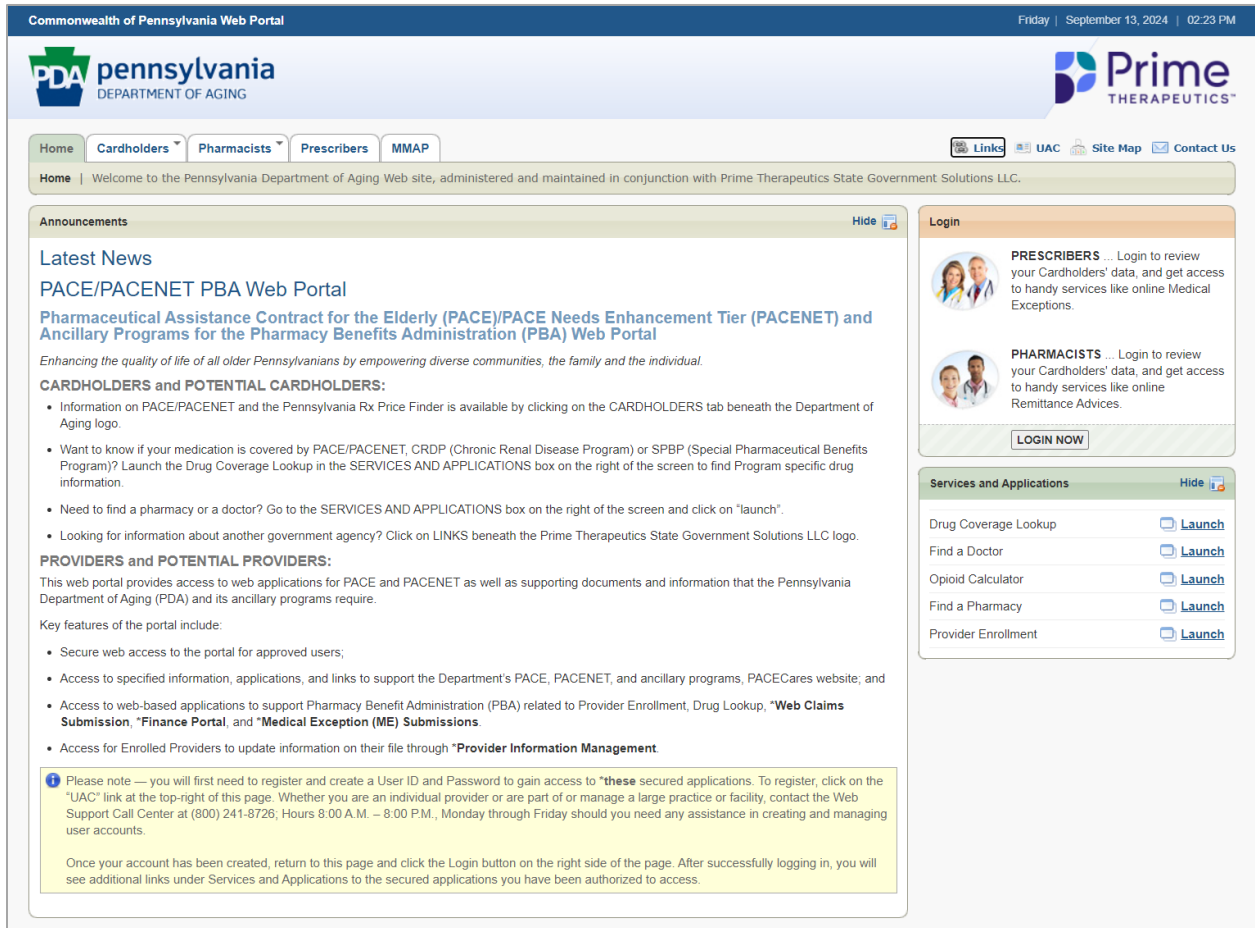 Commonwealth of Pennsylvania Web Portal
Friday | September 13, 2024 | 02:23 PM
PDA
pennsylvania
DEPARTMENT OF AGING
Prime
THERAPEUTICS™
Home
Cardholders
Pharmacists
Prescribers
MMAP
Links
UAC
Site Map
Contact Us
Home | Welcome to the Pennsylvania Department of Aging Web site, administered and maintained in conjunction with Prime Therapeutics State Government Solutions LLC.
Announcements
Hide
Latest News
PACE/PACENET PBA Web Portal
Pharmaceutical Assistance Contract for the Elderly (PACE)/PACE Needs Enhancement Tier (PACENET) and
Ancillary Programs for the Pharmacy Benefits Administration (PBA) Web Portal
Enhancing the quality of life of all older Pennsylvanians by empowering diverse communities, the family and the individual.
CARDHOLDERS and POTENTIAL CARDHOLDERS:
• Information on PACE/PACENET and the Pennsylvania Rx Price Finder is available by clicking on the CARDHOLDERS tab beneath the Department of
Aging logo.
• Want to know if your medication is covered by PACE/PACENET, CRDP (Chronic Renal Disease Program) or SPBP (Special Pharmaceutical Benefits
Program)? Launch the Drug Coverage Lookup in the SERVICES AND APPLICATIONS box on the right of the screen to find Program specific drug
information.
• Need to find a pharmacy or a doctor? Go to the SERVICES AND APPLICATIONS box on the right of the screen and click on “launch”.
• Looking for information about another government agency? Click on LINKS beneath the Prime Therapeutics State Government Solutions LLC logo.
PROVIDERS and POTENTIAL PROVIDERS:
This web portal provides access to web applications for PACE and PACENET as well as supporting documents and information that the Pennsylvania
Department of Aging (PDA) and its ancillary programs require.
Key features of the portal include:
• Secure web access to the portal for approved users;
• Access to specified information, applications, and links to support the Department’s PACE, PACENET, and ancillary programs, PACECares website; and
• Access to web-based applications to support Pharmacy Benefit Administration (PBA) related to Provider Enrollment, Drug Lookup, *Web Claims
Submission, *Finance Portal, and *Medical Exception (ME) Submissions.
• Access for Enrolled Providers to update information on their file through *Provider Information Management.
Please note — you will first need to register and create a User ID and Password to gain access to *these secured applications. To register, click on the
“UAC” link at the top-right of this page. Whether you are an individual provider or are part of or manage a large practice or facility, contact the Web
Support Call Center at (800) 241-8726; Hours 8:00 A.M. – 8:00 P.M., Monday through Friday should you need any assistance in creating and managing
user accounts.
Once your account has been created, return to this page and click the Login button on the right side of the page. After successfully logging in, you will
see additional links under Services and Applications to the secured applications you have been authorized to access.
Login
PRESCRIBERS ... Login to review
your Cardholders' data, and get access
to handy services like online Medical
Exceptions.
PHARMACISTS ... Login to review
your Cardholders' data, and get access
to handy services like online
Remittance Advices.
LOGIN NOW
Services and Applications
Hide
Drug Coverage Lookup Launch
Find a Doctor Launch
Opioid Calculator Launch
Find a Pharmacy Launch
Provider Enrollment Launch